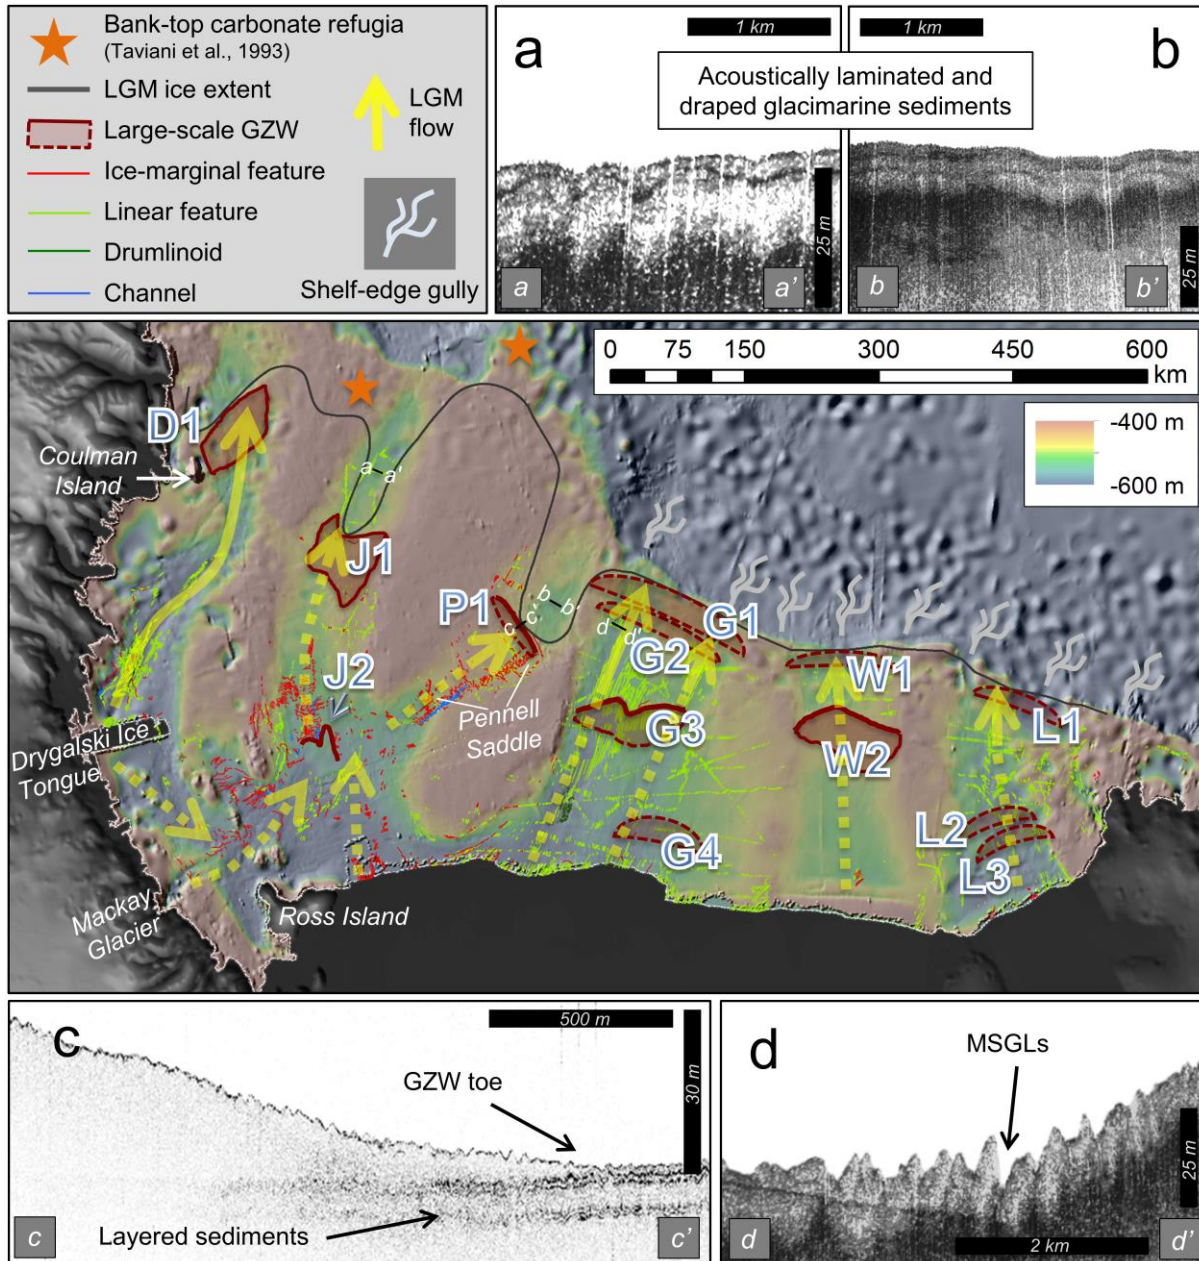 Bank-top carbonate refugia
(Taviani et al., 1993)
LGM ice extent
Large-scale GZW
Ice-marginal feature
Linear feature
Drumlinoid
Channel
LGM
flow
Shelf-edge gully
a
1 km
1 km
b
Acoustically laminated and
draped glacimarine sediments
25 m
a
a'
25 m
b
b'
0 75 150 300 450 600
km
-400 m
-600 m
D1
Coulman
Island
a a'
J1
P1
c c'
b b'
d d'
G1
G2
J2
W1
Pennell
Saddle
G3
W2
L1
Drygalski Ice
Tongue
G4
L2
L3
Mackay
Glacier
Ross Island
c
500 m
30 m
GZW toe
Layered sediments
c
c'
d
MSGLs
25 m
2 km
d
d'